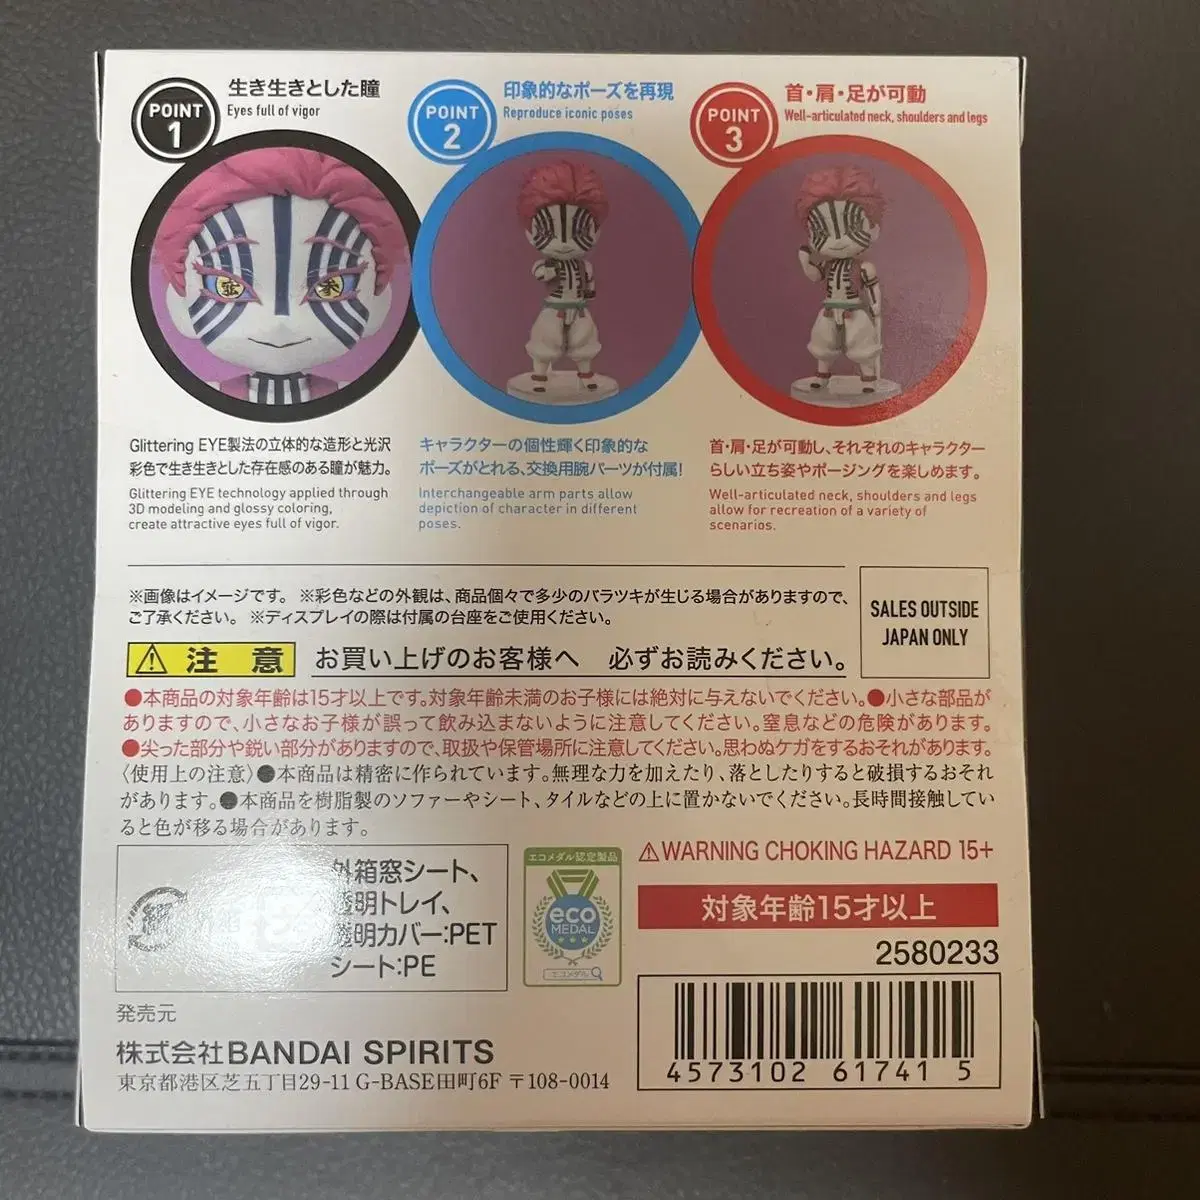 POINT 1
生き生きとした瞳
Eyes full of vigor
POINT 2
印象的なポーズを再現
Reproduce iconic poses
POINT 3
首・肩・足が可動
Well-articulated neck, shoulders and legs
参
Glittering EYE製法の立体的な造形と光沢
彩色で生き生きとした存在感のある瞳が魅力。
Glittering EYE technology applied through
3D modeling and glossy coloring,
create attractive eyes full of vigor.
キャラクターの個性輝く印象的な
ポーズがとれる、交換用腕パーツが付属!
Interchangeable arm parts allow
depiction of character in different
poses.
首・肩・足が可動し、それぞれのキャラクター
らしい立ち姿やポージングを楽しめます。
Well-articulated neck, shoulders and legs
allow for recreation of a variety of
scenarios.
※画像はイメージです。 ※彩色などの外観は、商品個々で多少のバラツキが生じる場合がありますので、
ご了承ください。 ※ディスプレイの際は付属の台座をご使用ください。
SALES OUTSIDE
JAPAN ONLY
⚠注 意 お買い上げのお客様へ 必ずお読みください。
●本商品の対象年齢は15才以上です。対象年齢未満のお子様には絶対に与えないでください。●小さな部品が
ありますので、小さなお子様が誤って飲み込まないように注意してください。窒息などの危険があります。
●尖った部分や鋭い部分がありますので、取扱や保管場所に注意してください。思わぬケガをするおそれがあります。
〈使用上の注意〉●本商品は精密に作られています。無理な力を加えたり、落としたりすると破損するおそれ
があります。●本商品を樹脂製のソファーやシート、タイルなどの上に置かないでください。長時間接触してい
ると色が移る場合があります。
紙
外箱窓シート、
透明トレイ、
透明カバー:PET
シート:PE
エコメダル認定製品
eco
MEDAL
エコメダル
⚠WARNING CHOKING HAZARD 15+
対象年齢15才以上
2580233
4573102 61741 5
発売元
株式会社BANDAI SPIRITS
東京都港区芝五丁目29-11 G-BASE田町6F 〒108-0014